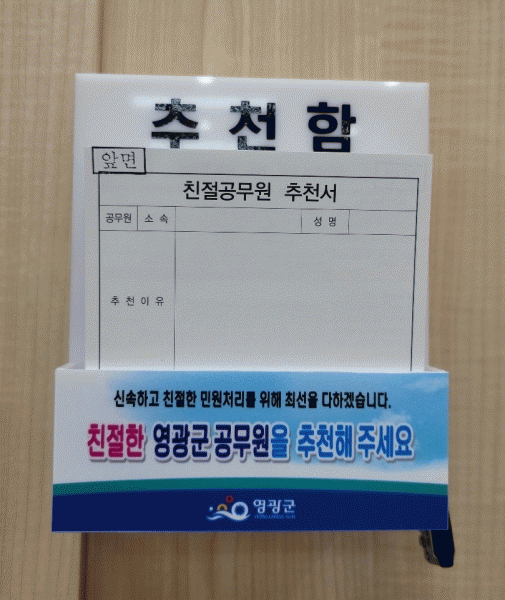 추천함
앞면
친절공무원 추천서
공무원 소속 성명
추천이유
신속하고 친절한 민원처리를 위해 최선을 다하겠습니다.
친절한 영광군 공무원을 추천해 주세요
영광군